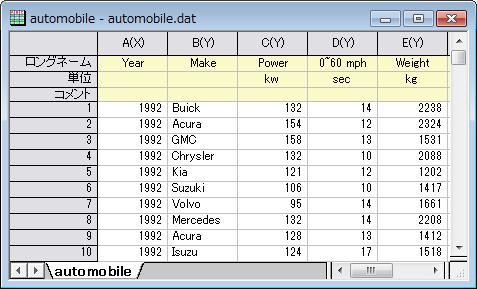 automobile - automobile.dat
A(X) B(Y) C(Y) D(Y) E(Y)
ロングネーム Year Make Power 0~60 mph Weight
単位 kw sec kg
コメント
1 1992 Buick 132 14 2238
2 1992 Acura 154 12 2324
3 1992 GMC 158 13 1531
4 1992 Chrysler 132 10 2088
5 1992 Kia 121 12 1202
6 1992 Suzuki 106 10 1417
7 1992 Volvo 95 14 1661
8 1992 Mercedes 132 14 2208
9 1992 Acura 128 13 1412
10 1992 Isuzu 124 17 1518
automobile